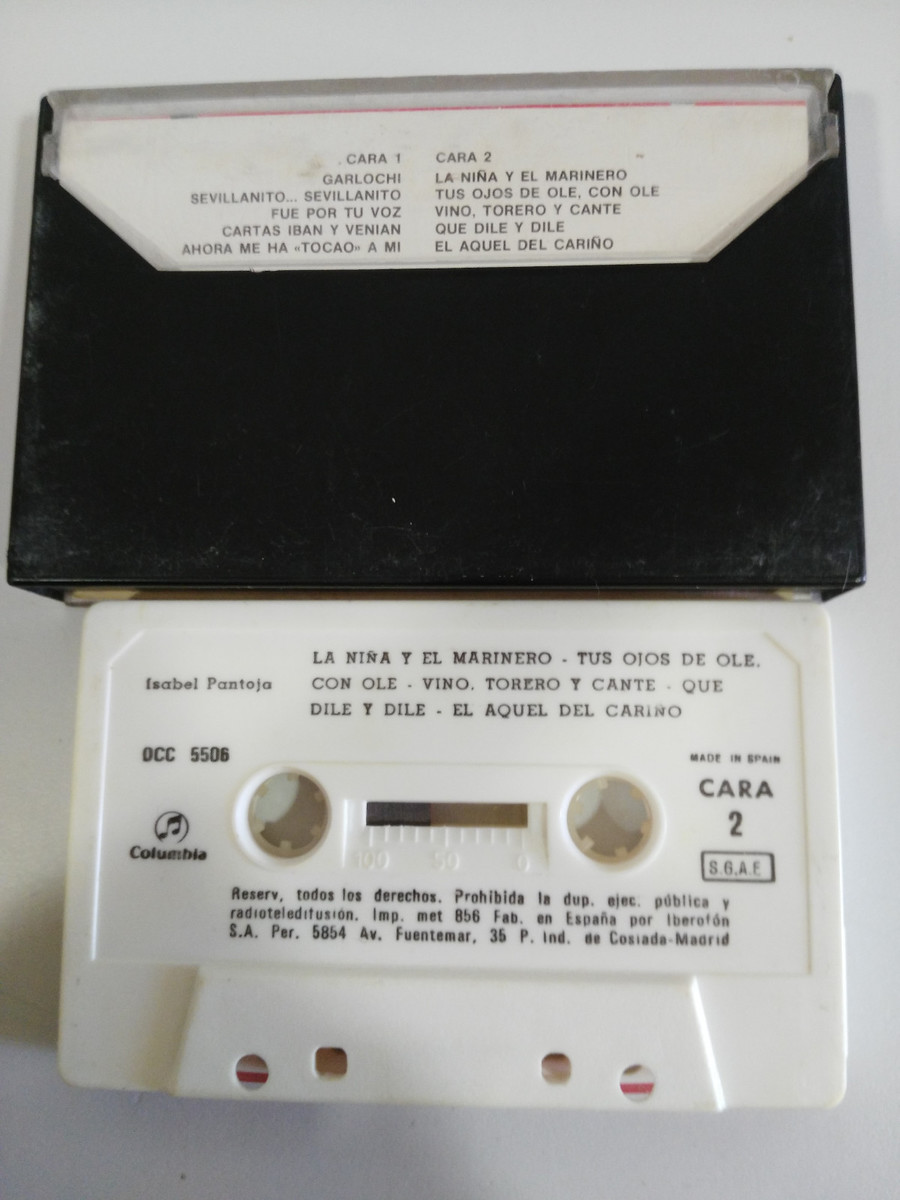 CARA 1
GARLOCHI
SEVILLANITO... SEVILLANITO
FUE POR TU VOZ
CARTAS IBAN Y VENIAN
AHORA ME HA «TOCAO» A MI
CARA 2
LA NIÑA Y EL MARINERO
TUS OJOS DE OLE, CON OLE
VINO, TORERO Y CANTE
QUE DILE Y DILE
EL AQUEL DEL CARIÑO
Isabel Pantoja
LA NIÑA Y EL MARINERO - TUS OJOS DE OLE,
CON OLE - VINO, TORERO Y CANTE - QUE
DILE Y DILE - EL AQUEL DEL CARIÑO
OCC 5506
MADE IN SPAIN
CARA
2
S.G.A.E
Columbia
100 50 0
Reserv, todos los derechos. Prohibida la dup. ejec. pública y
radioteledifusión. Imp. met 856 Fab. en España por Iberofón
S.A. Per. 5854 Av. Fuentemar, 35 P. Ind. de Coslada-Madrid